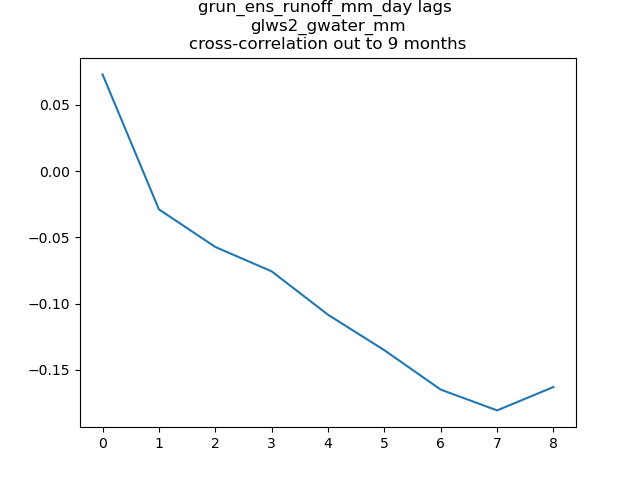 grun_ens_runoff_mm_day lags
glws2_gwater_mm
cross-correlation out to 9 months
0.05
0.00
−0.05
−0.10
−0.15
0 1 2 3 4 5 6 7 8